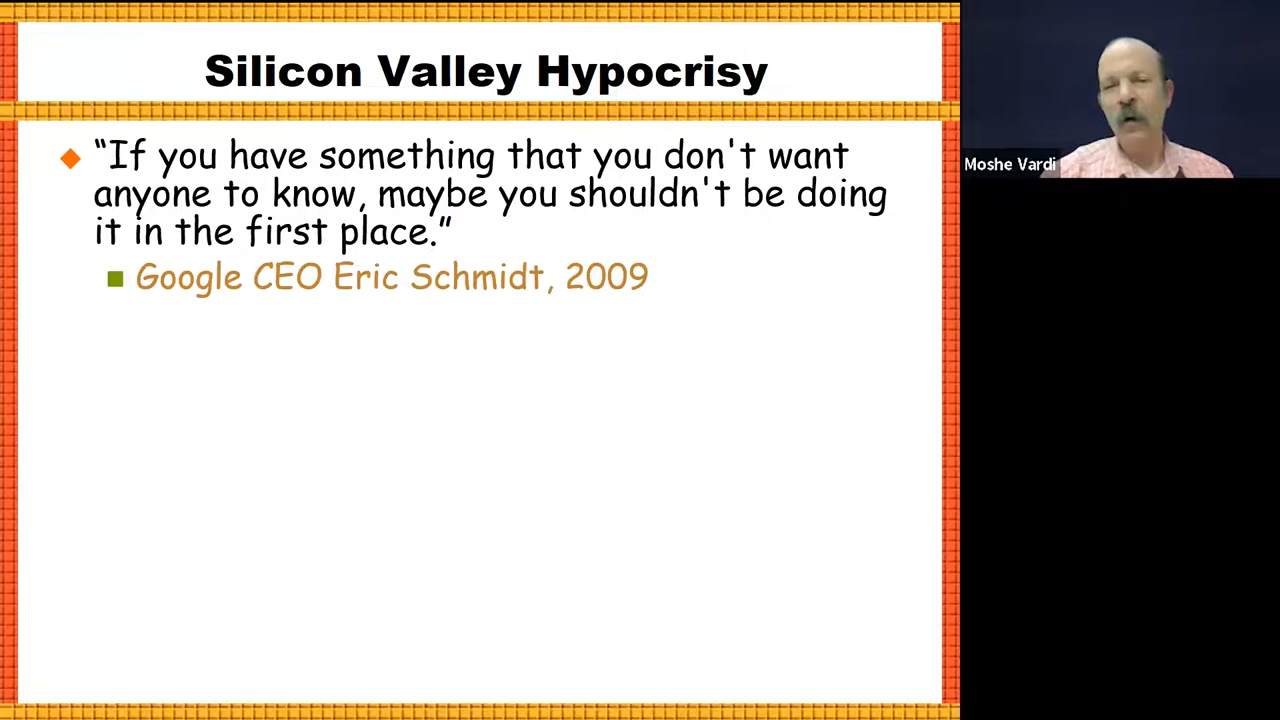 Silicon Valley Hypocrisy
“If you have something that you don't want
anyone to know, maybe you shouldn't be doing
it in the first place.”
Google CEO Eric Schmidt, 2009
Moshe Vardi